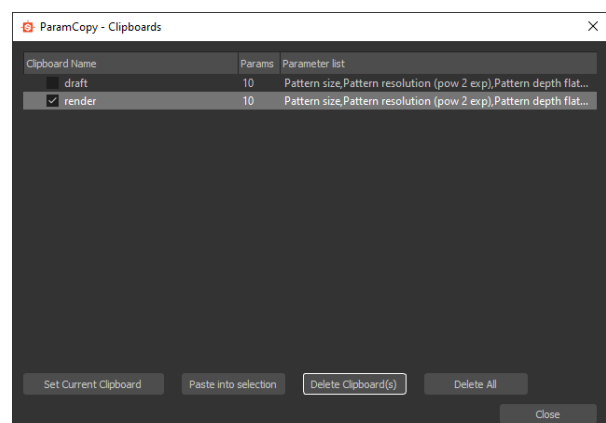 ParamCopy - Clipboards
Clipboard Name Params Parameter list
draft 10 Pattern size,Pattern resolution (pow 2 exp),Pattern depth flat...
render 10 Pattern size,Pattern resolution (pow 2 exp),Pattern depth flat...
Set Current Clipboard Paste into selection Delete Clipboard(s) Delete All
Close